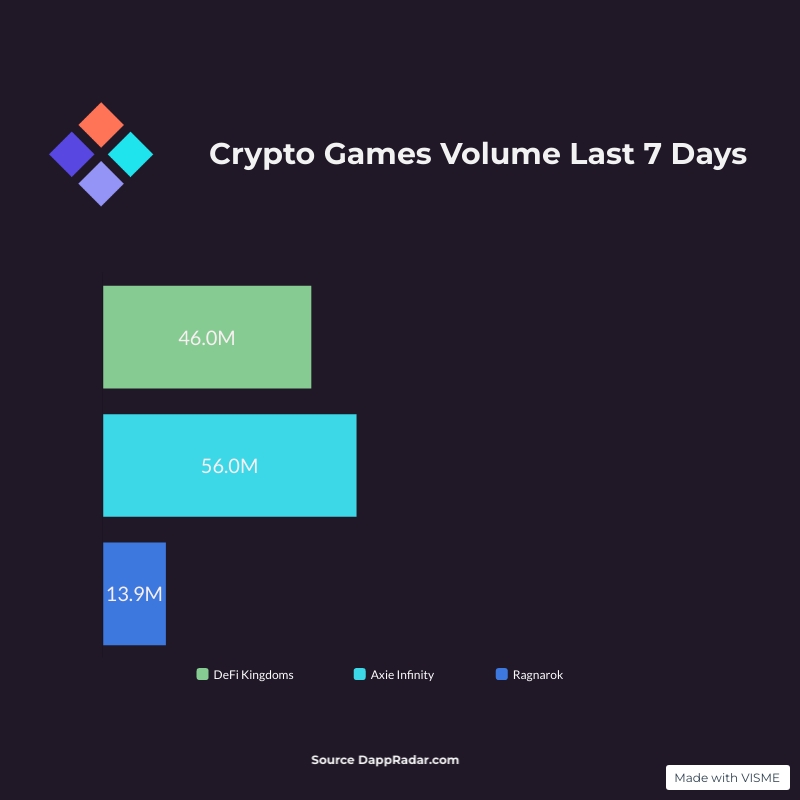 Crypto Games Volume Last 7 Days
46.0M
56.0M
13.9M
DeFi Kingdoms Axie Infinity Ragnarok
Source DappRadar.com
Made with VISME